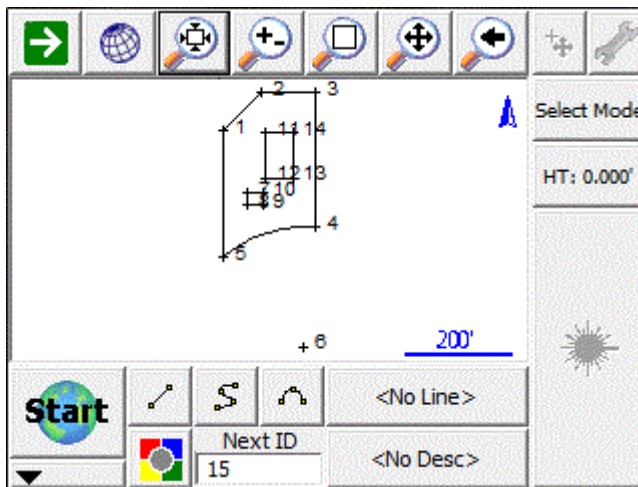 Select Mode
HT: 0.000'
2 3
1 11 14
12 13
7 10
8 9
4
5
6
200'
Start
<No Line>
Next ID
15
<No Desc>